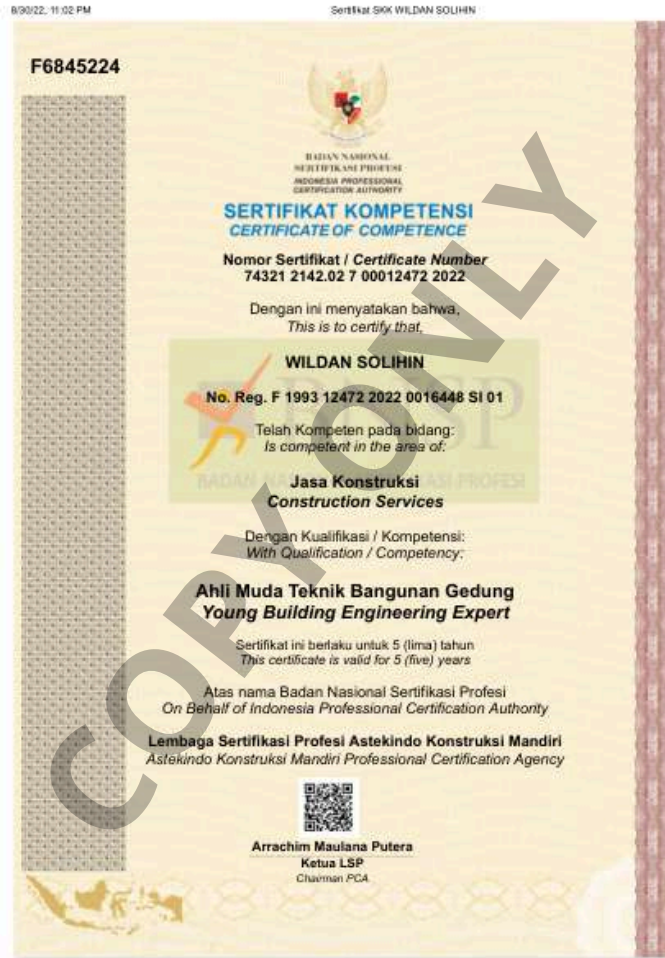 8/30/22, 11:02 PM
Sertifikat SKK WILDAN SOLIHIN
F6845224
BADAN NASIONAL
SERTIFIKASI PROFESI
INDONESIA PROFESSIONAL
CERTIFICATION AUTHORITY
SERTIFIKAT KOMPETENSI
CERTIFICATE OF COMPETENCE
Nomor Sertifikat / Certificate Number
74321 2142.02 7 00012472 2022
Dengan ini menyatakan bahwa,
This is to certify that,
WILDAN SOLIHIN
No. Reg. F 1993 12472 2022 0016448 SI 01
Telah Kompeten pada bidang:
Is competent in the area of:
Jasa Konstruksi
Construction Services
Dengan Kualifikasi / Kompetensi:
With Qualification / Competency:
Ahli Muda Teknik Bangunan Gedung
Young Building Engineering Expert
Sertifikat ini berlaku untuk 5 (lima) tahun
This certificate is valid for 5 (five) years
Atas nama Badan Nasional Sertifikasi Profesi
On Behalf of Indonesia Professional Certification Authority
Lembaga Sertifikasi Profesi Astekindo Konstruksi Mandiri
Astekindo Konstruksi Mandiri Professional Certification Agency
Arrachim Maulana Putera
Ketua LSP
Chairman PCA
COPY ONLY